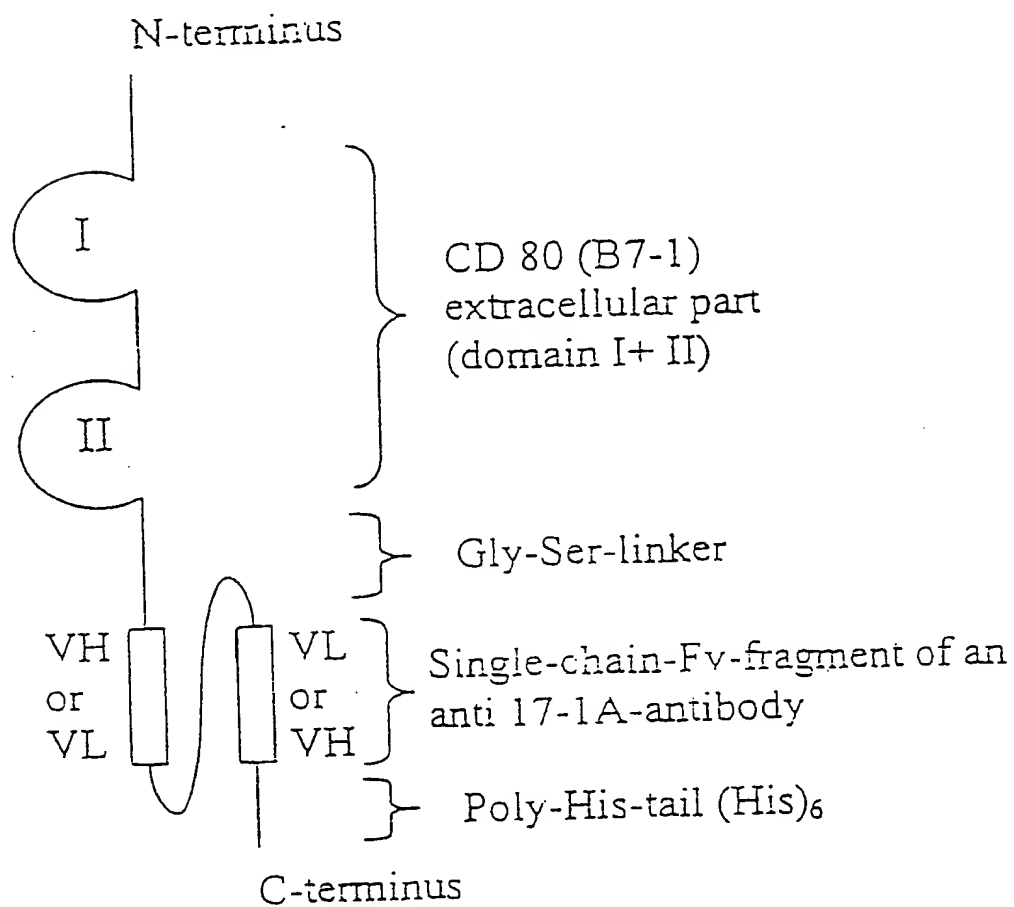 N-terminus
I
CD 80 (B7-1)
extracellular part
(domain I+ II)
II
Gly-Ser-linker
VH
or
VL
VL
or
VH
Single-chain-Fv-fragment of an
anti 17-1A-antibody
Poly-His-tail (His)6
C-terminus